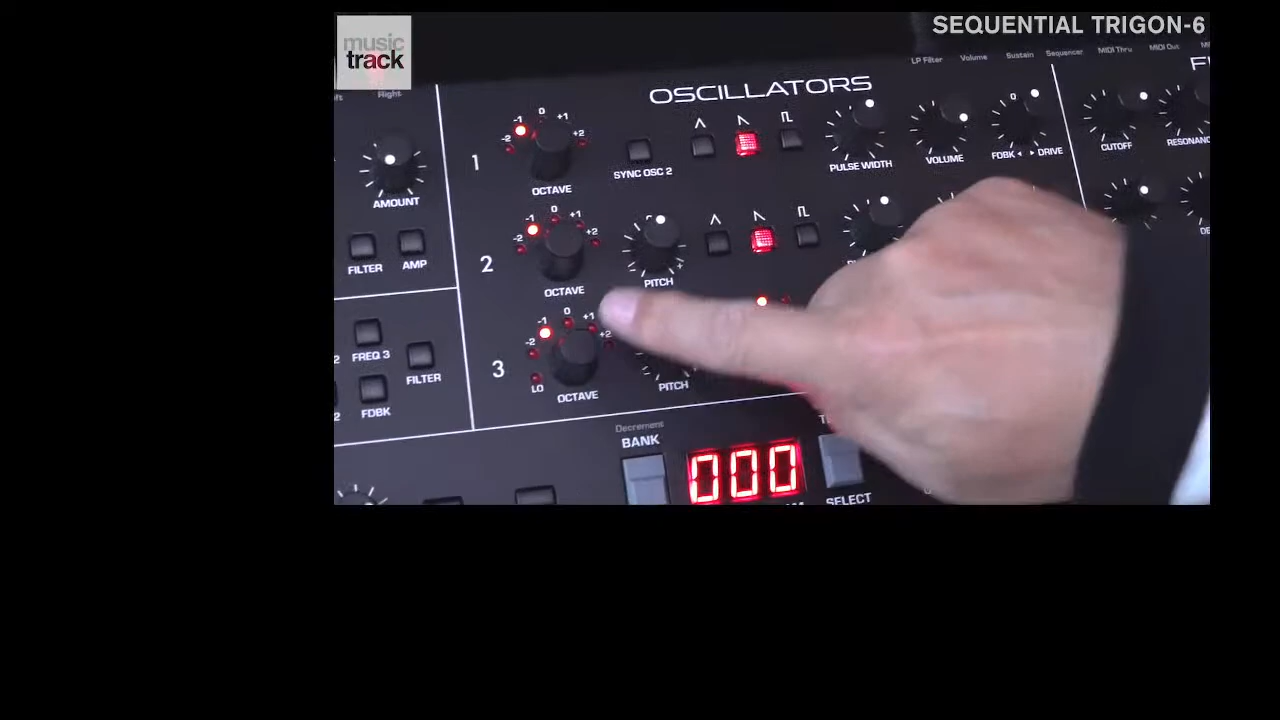 music
track
SEQUENTIAL TRIGON-6
Right
LP Filter
Volume
Sustain
Sequencer
MIDI Thru
MIDI Out
OSCILLATORS
1
-2
-1
0
+1
+2
OCTAVE
SYNC OSC 2
PULSE WIDTH
VOLUME
0
FDBK
DRIVE
CUTOFF
AMOUNT
FILTER
AMP
2
-2
-1
0
+1
+2
OCTAVE
PITCH
FREQ 3
FILTER
FDBK
3
LO
-2
-1
0
+1
+2
OCTAVE
PITCH
Decrement
BANK
000
SELECT